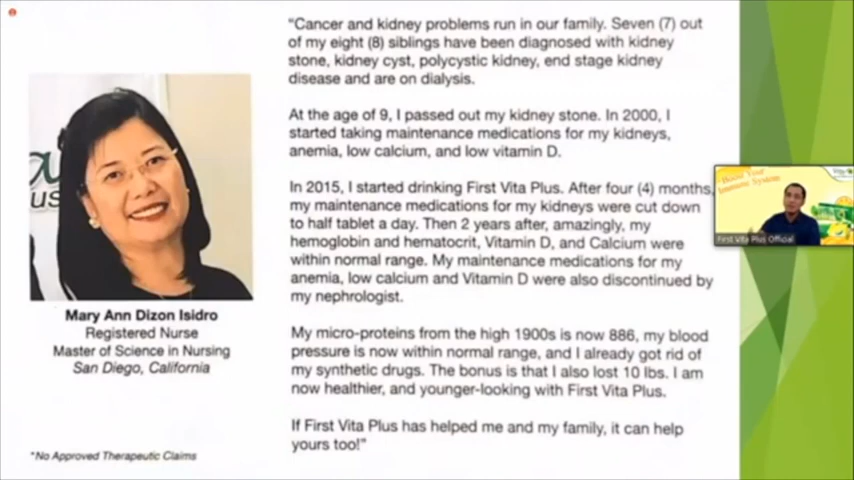 “Cancer and kidney problems run in our family. Seven (7) out
of my eight (8) siblings have been diagnosed with kidney
stone, kidney cyst, polycystic kidney, end stage kidney
disease and are on dialysis.
At the age of 9, I passed out my kidney stone. In 2000, I
started taking maintenance medications for my kidneys,
anemia, low calcium, and low vitamin D.
In 2015, I started drinking First Vita Plus. After four (4) months,
my maintenance medications for my kidneys were cut down
to half tablet a day. Then 2 years after, amazingly, my
hemoglobin and hematocrit, Vitamin D, and Calcium were
within normal range. My maintenance medications for my
anemia, low calcium and Vitamin D were also discontinued by
my nephrologist.
My micro-proteins from the high 1900s is now 886, my blood
pressure is now within normal range, and I already got rid of
my synthetic drugs. The bonus is that I also lost 10 lbs. I am
now healthier, and younger-looking with First Vita Plus.
If First Vita Plus has helped me and my family, it can help
yours too!”
Mary Ann Dizon Isidro
Registered Nurse
Master of Science in Nursing
San Diego, California
*No Approved Therapeutic Claims
Boost Your
Immune System
First Vita Plus Official